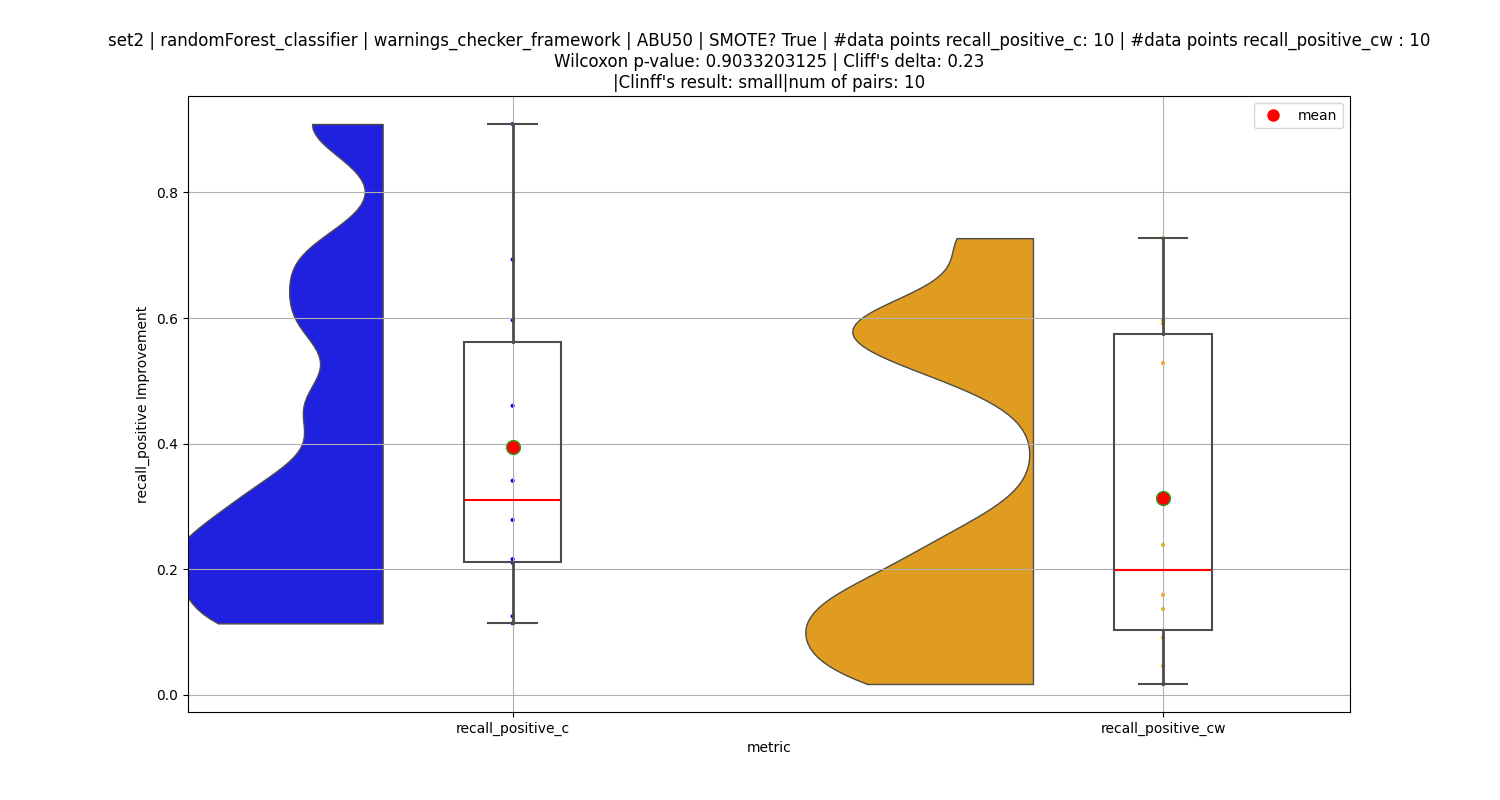 set2 | randomForest_classifier | warnings_checker_framework | ABU50 | SMOTE? True | #data points recall_positive_c: 10 | #data points recall_positive_cw : 10
Wilcoxon p-value: 0.9033203125 | Cliff's delta: 0.23
|Clinff's result: small|num of pairs: 10
mean
0.8
0.6
0.4
0.2
0.0
recall_positive Improvement
recall_positive_c
recall_positive_cw
metric